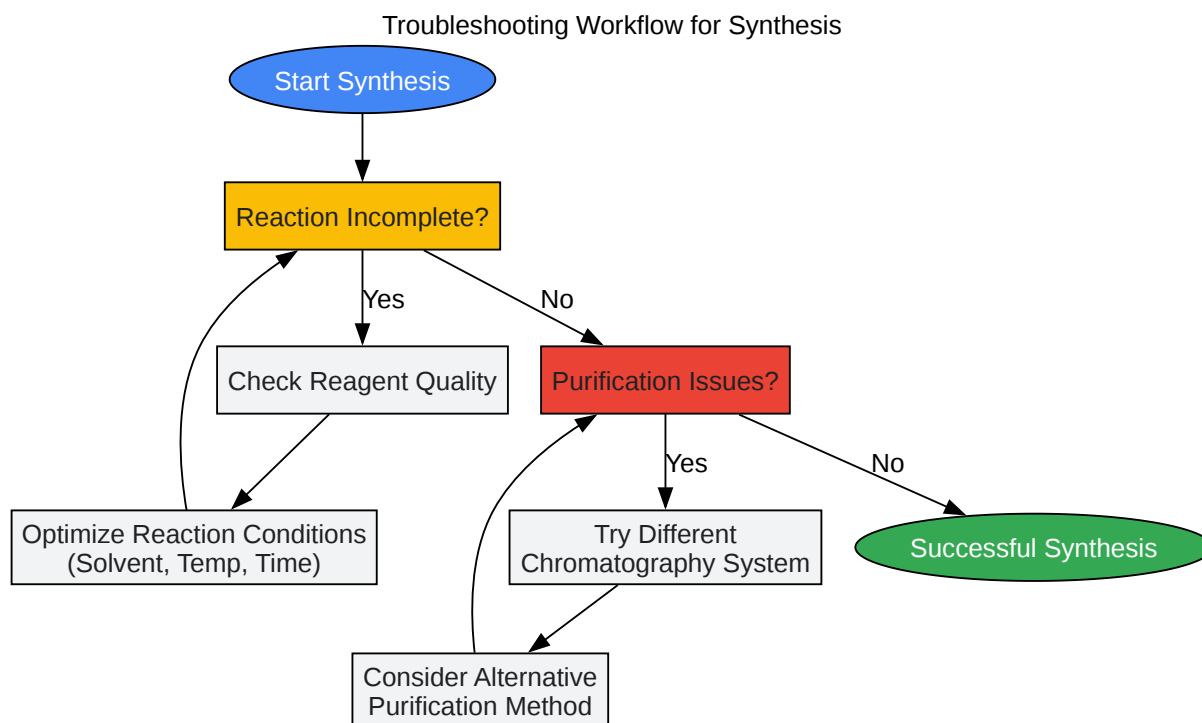 Troubleshooting Workflow for Synthesis
Start Synthesis
Reaction Incomplete?
Yes
No
Check Reagent Quality
Purification Issues?
Yes
No
Optimize Reaction Conditions
(Solvent, Temp, Time)
Try Different
Chromatography System
Successful Synthesis
Consider Alternative
Purification Method